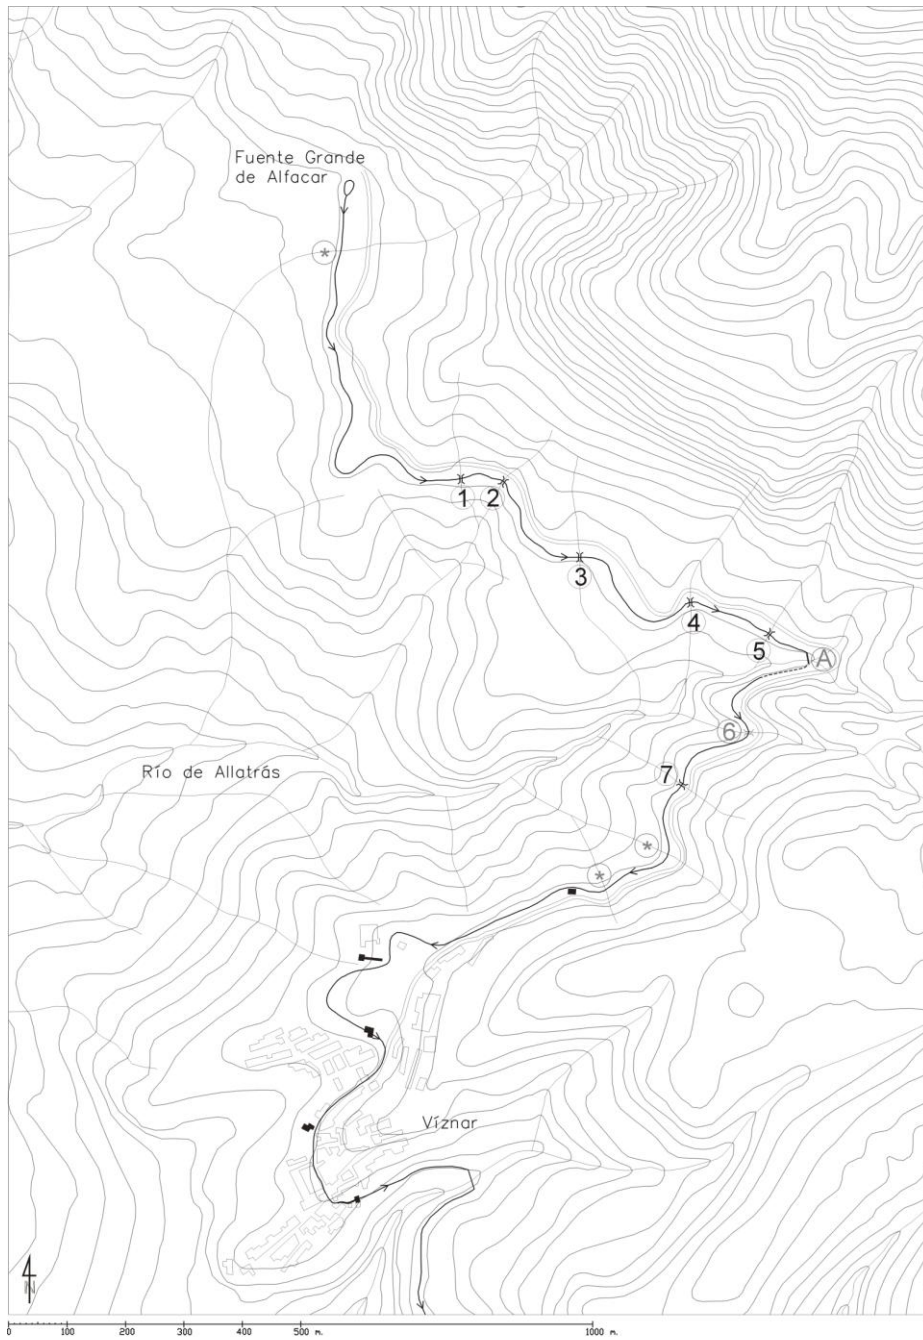 Fuente Grande
de Alfacar
*
1 2
3
4
5
A
6
7
Río de Allatrás
*
*
Víznar
N
0 100 200 300 400 500 m. 1000 m.